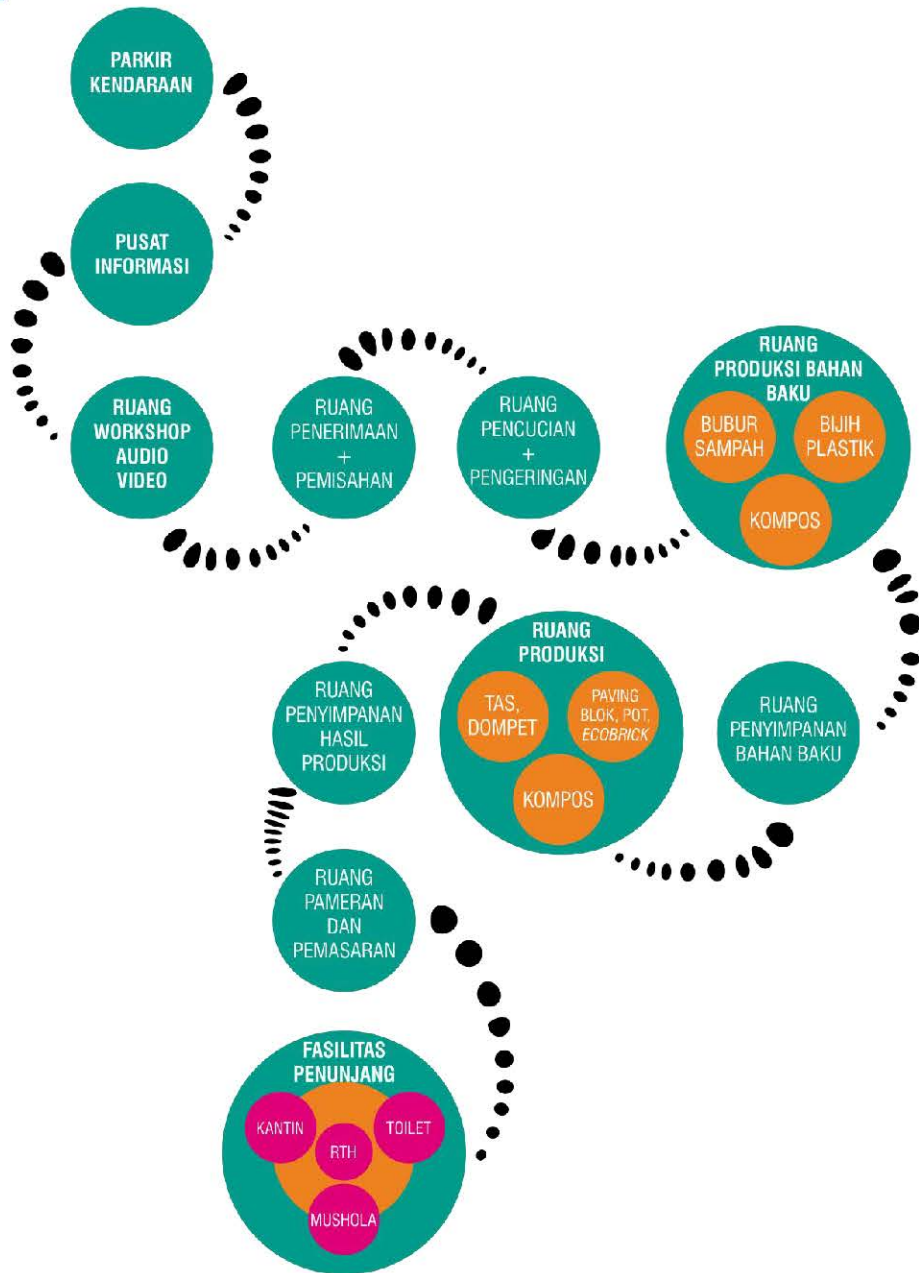 PARKIR
KENDARAAN
PUSAT
INFORMASI
RUANG
WORKSHOP
AUDIO
VIDEO
RUANG
PENERIMAAN
+
PEMISAHAN
RUANG
PENCUCIAN
+
PENGERINGAN
RUANG
PRODUKSI BAHAN
BAKU
BUBUR
SAMPAH
BIJIH
PLASTIK
KOMPOS
RUANG
PENYIMPANAN
BAHAN BAKU
RUANG
PRODUKSI
TAS,
DOMPET
PAVING
BLOK, POT,
ECOBRICK
KOMPOS
RUANG
PENYIMPANAN
HASIL
PRODUKSI
RUANG
PAMERAN
DAN
PEMASARAN
FASILITAS
PENUNJANG
KANTIN
TOILET
RTH
MUSHOLA